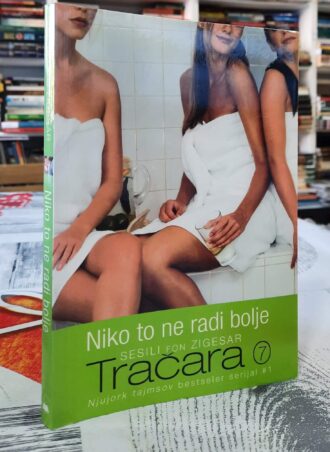 Niko to ne radi bolje
SESILI FON ZIGESAR
Tračara 7
Njujork tajmsov bestseler serijal #1
Niko to ne radi bolje